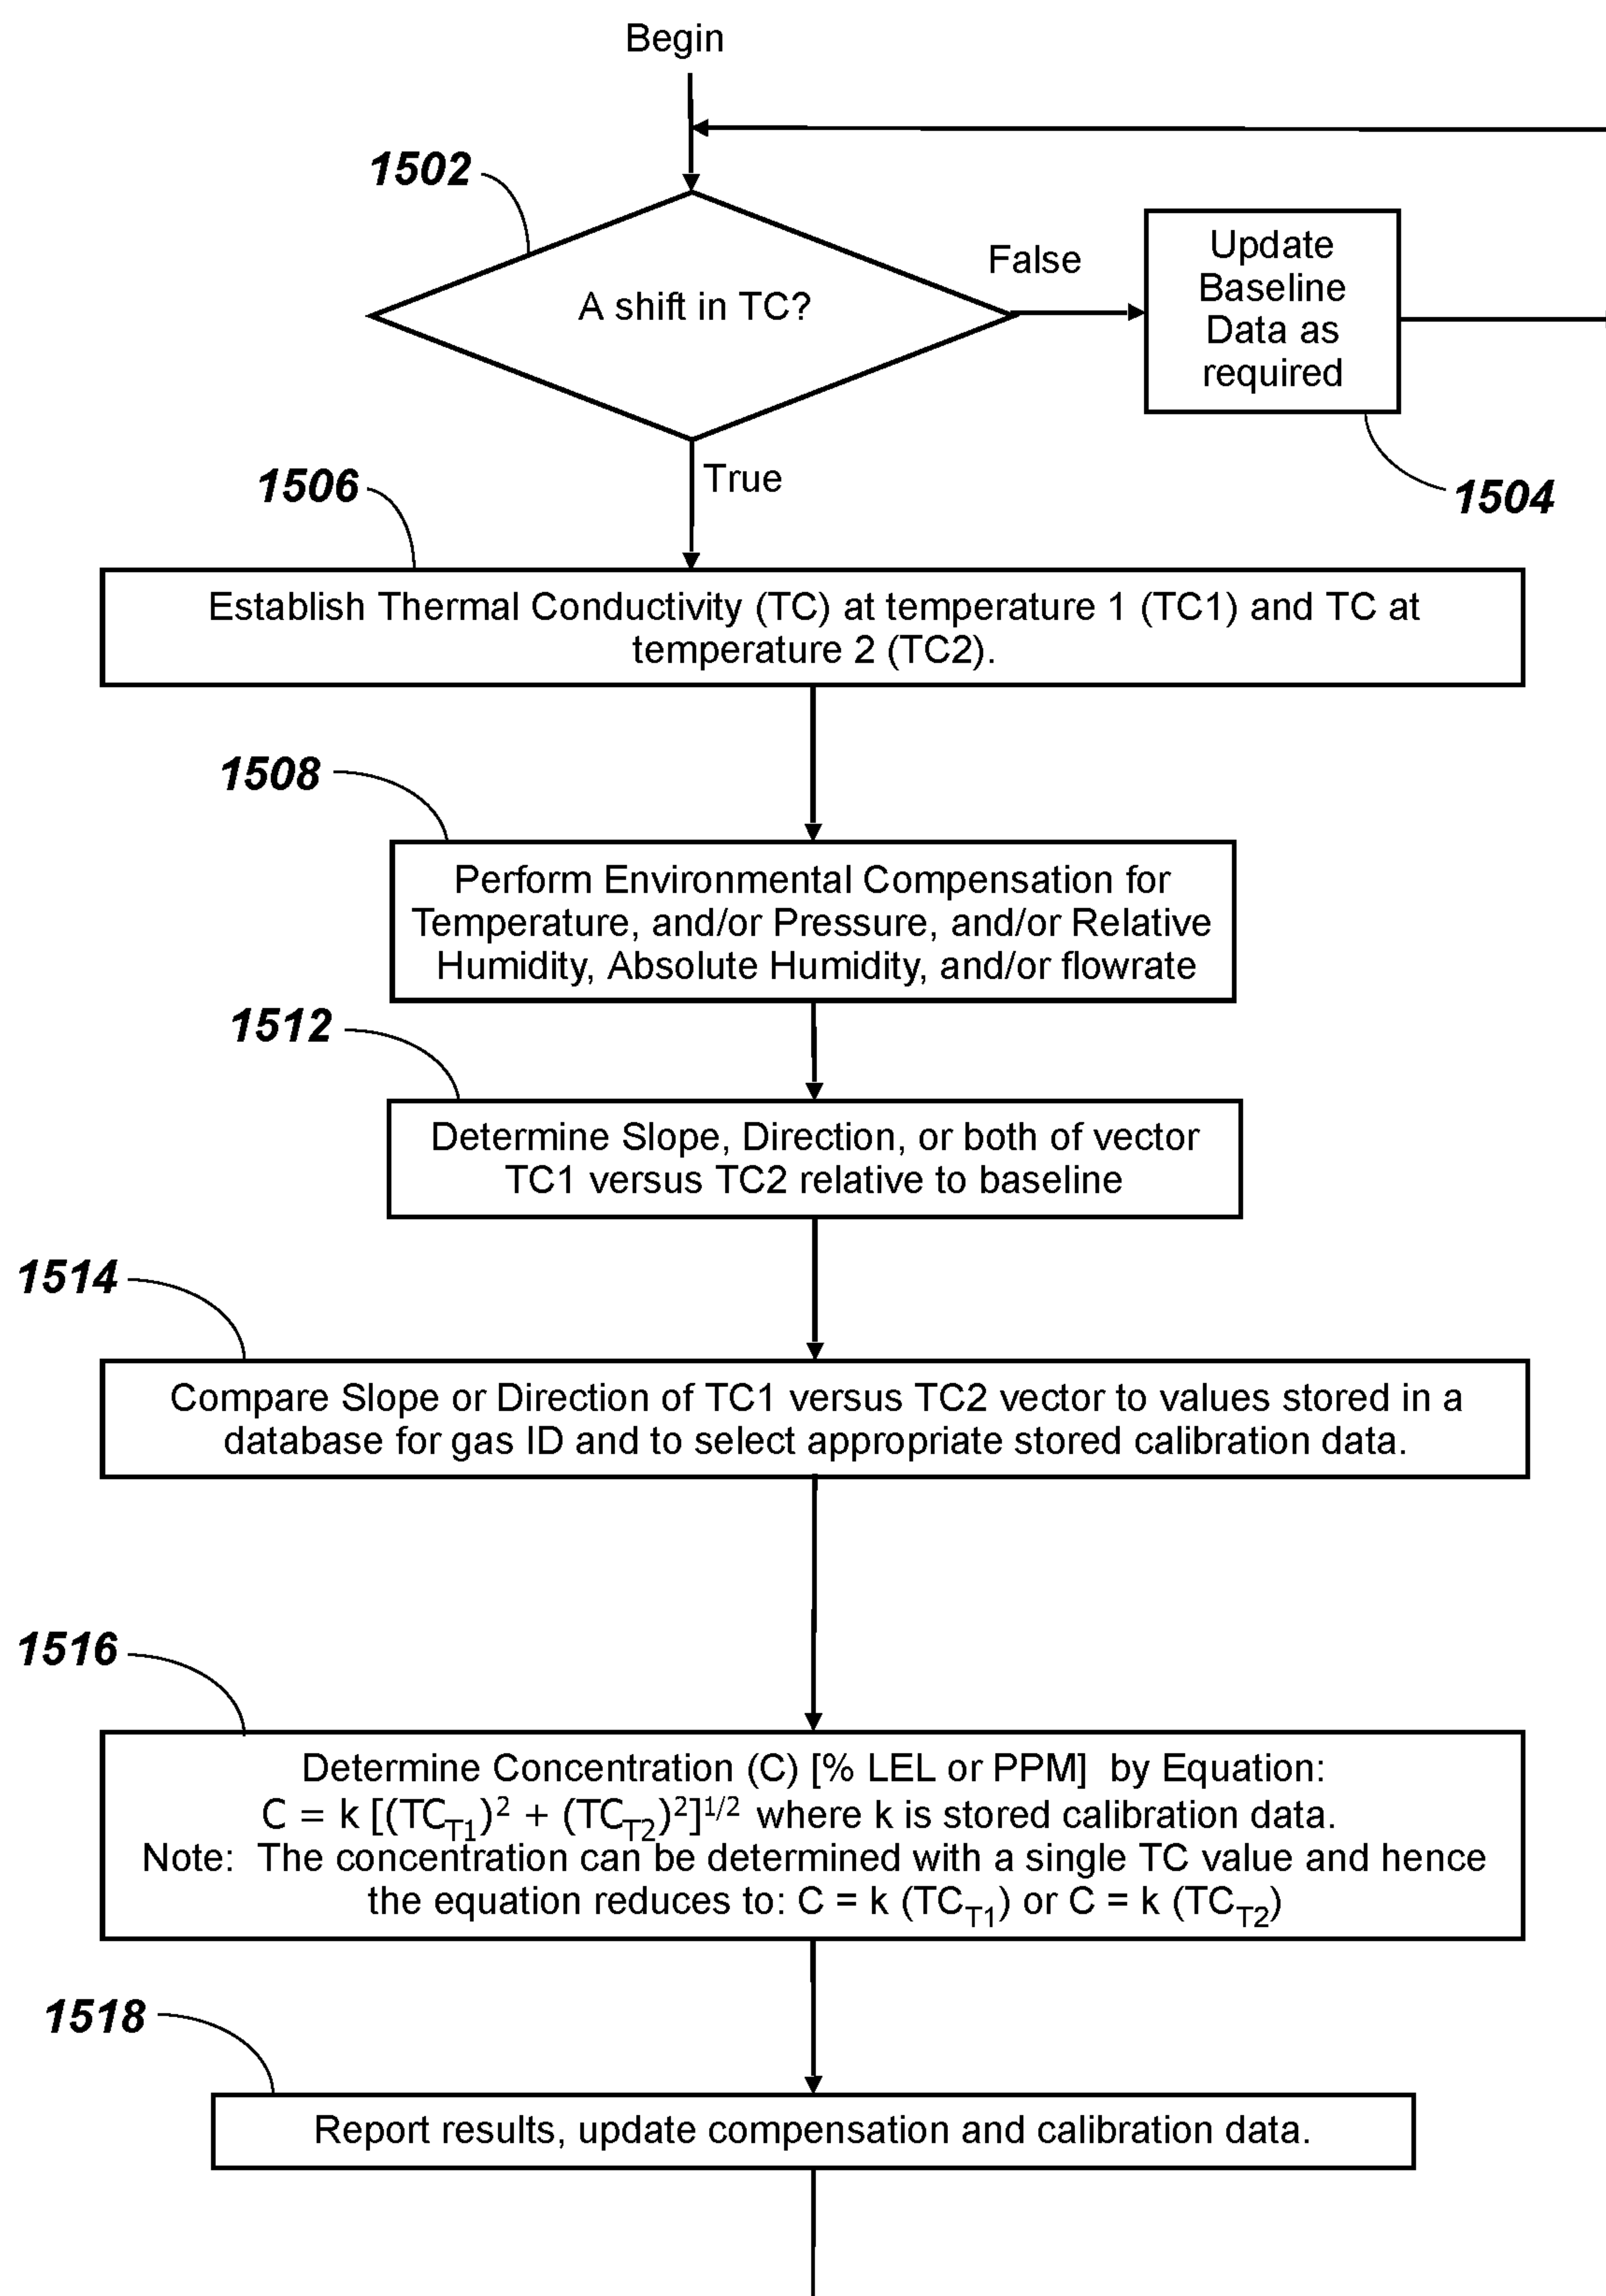 Begin
1502
A shift in TC?
False
Update
Baseline
Data as
required
1504
True
1506
Establish Thermal Conductivity (TC) at temperature 1 (TC1) and TC at
temperature 2 (TC2).
1508
Perform Environmental Compensation for
Temperature, and/or Pressure, and/or Relative
Humidity, Absolute Humidity, and/or flowrate
1512
Determine Slope, Direction, or both of vector
TC1 versus TC2 relative to baseline
1514
Compare Slope or Direction of TC1 versus TC2 vector to values stored in a
database for gas ID and to select appropriate stored calibration data.
1516
Determine Concentration (C) [% LEL or PPM] by Equation:
C = k [(TC_T1)² + (TC_T2)²]^1/2 where k is stored calibration data.
Note: The concentration can be determined with a single TC value and hence
the equation reduces to: C = k (TC_T1) or C = k (TC_T2)
1518
Report results, update compensation and calibration data.